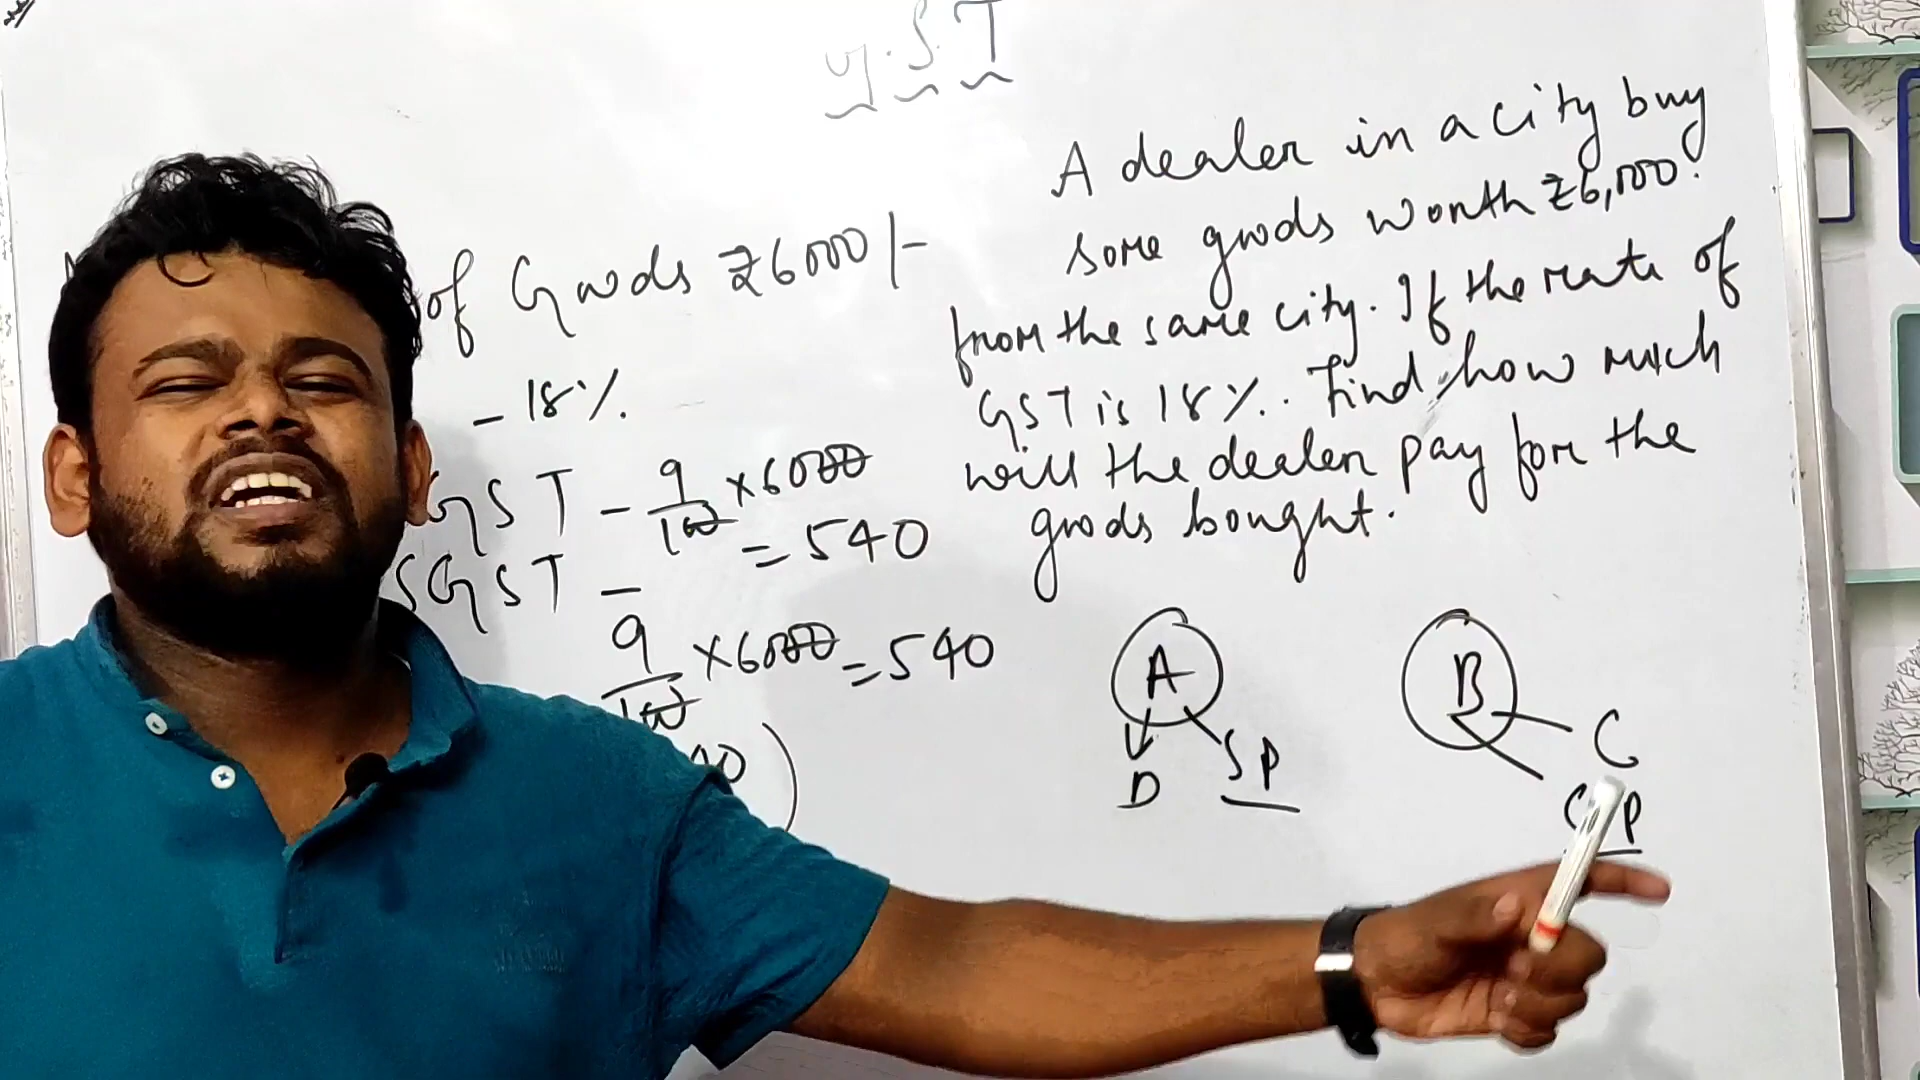 G.S.T
A dealer in a city buy
some goods worth ₹6,000.
from the same city. If the rate of
GST is 18%. Find how much
will the dealer pay for the
goods bought.
of Goods ₹6000/-
- 18%
GST - 9/100 × 6000
= 540
SGST -
9/100 × 6000 = 540
A
D
SP
B
C